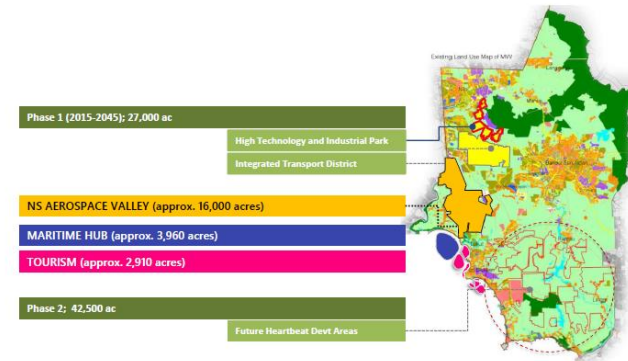 Existing Land Use Map of MVV
Phase 1 (2015-2045); 27,000 ac
High Technology and Industrial Park
Integrated Transport District
NS AEROSPACE VALLEY (approx. 16,000 acres)
MARITIME HUB (approx. 3,960 acres)
TOURISM (approx. 2,910 acres)
Phase 2; 42,500 ac
Future Heartbeat Devt Areas